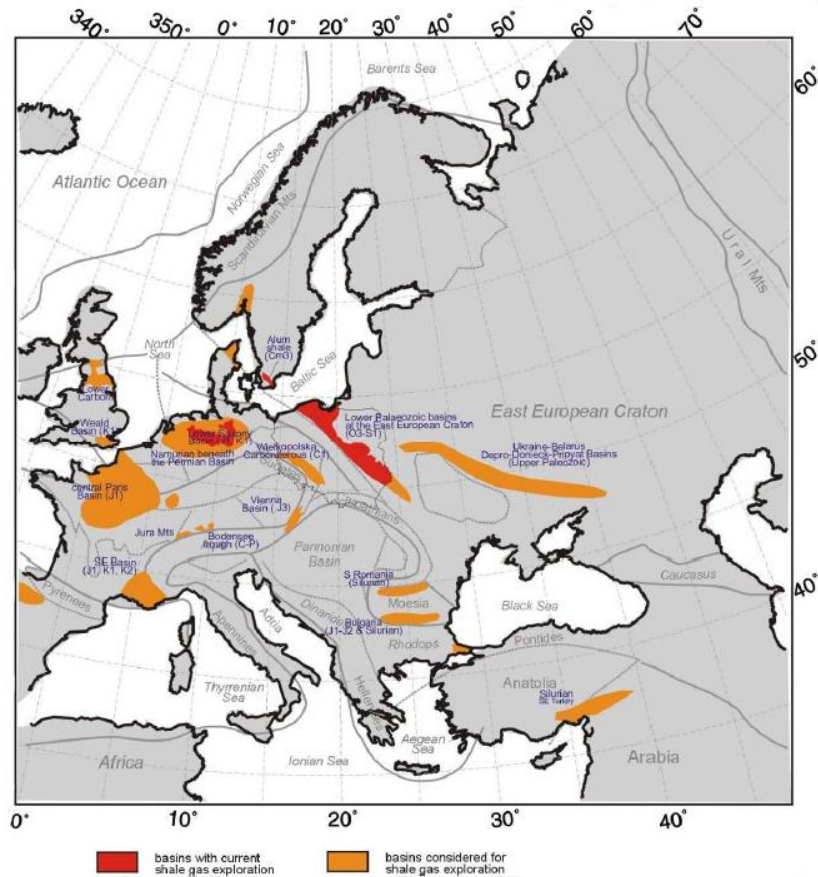 340° 350° 0° 10° 20° 30° 40° 50° 60° 70°
60°
50°
40°
Barents Sea
Atlantic Ocean
Norwegian Sea
Scandinavian Mts
Ural Mts
North
Sea
Alum
shale
(Cm3)
Baltic Sea
Lower
Carbon.
Weald
Basin (K1)
East European Craton
Lower Palaeozoic basins
at the East European Craton
(O3-S1)
Lower Saxony
Namurian beneath
the Permian Basin
Wielkopolska
Carboniferous (C1)
Ukraine-Belarus
Depro-Donieck-Pripyat Basins
(Upper Paleozoic)
Sudetes
Carpathians
central Paris
Basin (J1)
Vienna
Basin (J3)
Jura Mts
Bodensee
trough (C-P)
SE Basin
(J1, K1, K2)
Pannonian
Basin
Pyrenees
S Romania
(Silurian)
Moesia
Bulgaria
(J1-J2 & Silurian)
Rhodops
Black Sea
Caucasus
Pontides
Adria
Dinarids
Apennines
Thyrrenian
Sea
Anatolia
Silurian
SE Turkey
Aegean
Sea
Ionian Sea
Africa
Arabia
0° 10° 20° 30° 40°
basins with current
shale gas exploration
basins considered for
shale gas exploration